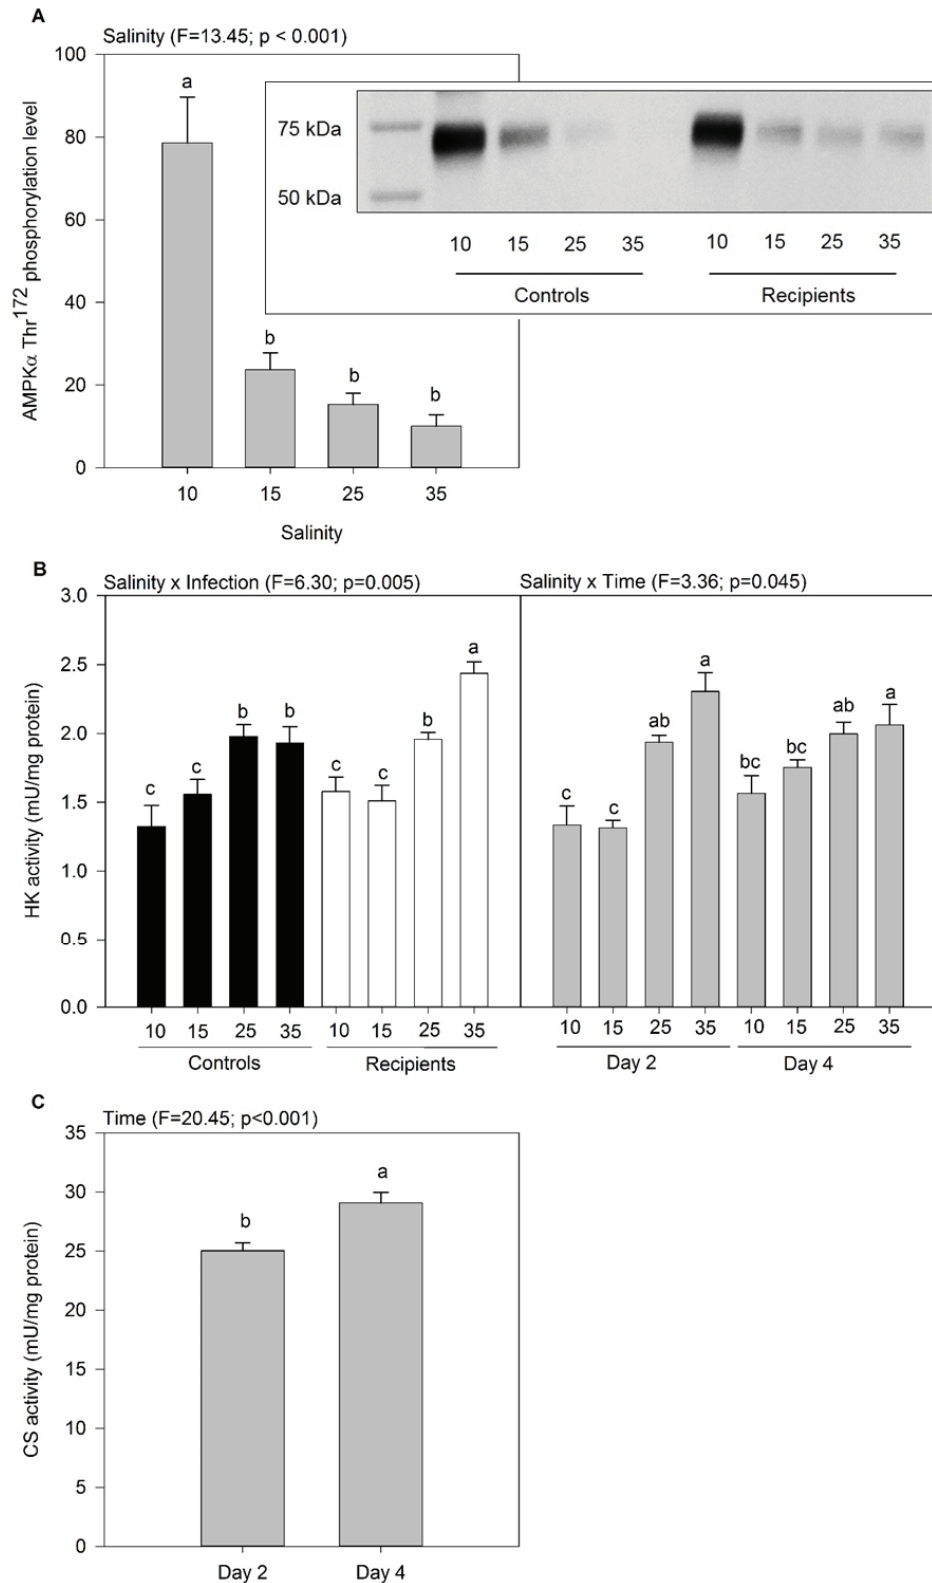 A
Salinity (F=13.45; p < 0.001)
100
80
60
40
20
0
AMPKα Thr172 phosphorylation level
a
b
b
b
10 15 25 35
Salinity
75 kDa
50 kDa
10 15 25 35 10 15 25 35
Controls Recipients
B
Salinity x Infection (F=6.30; p=0.005) Salinity x Time (F=3.36; p=0.045)
3.0
2.5
2.0
1.5
1.0
0.5
0.0
HK activity (mU/mg protein)
c c b b c c b a
c c ab a bc bc ab a
10 15 25 35 10 15 25 35 10 15 25 35 10 15 25 35
Controls Recipients Day 2 Day 4
C
Time (F=20.45; p<0.001)
35
30
25
20
15
10
5
0
CS activity (mU/mg protein)
b a
Day 2 Day 4